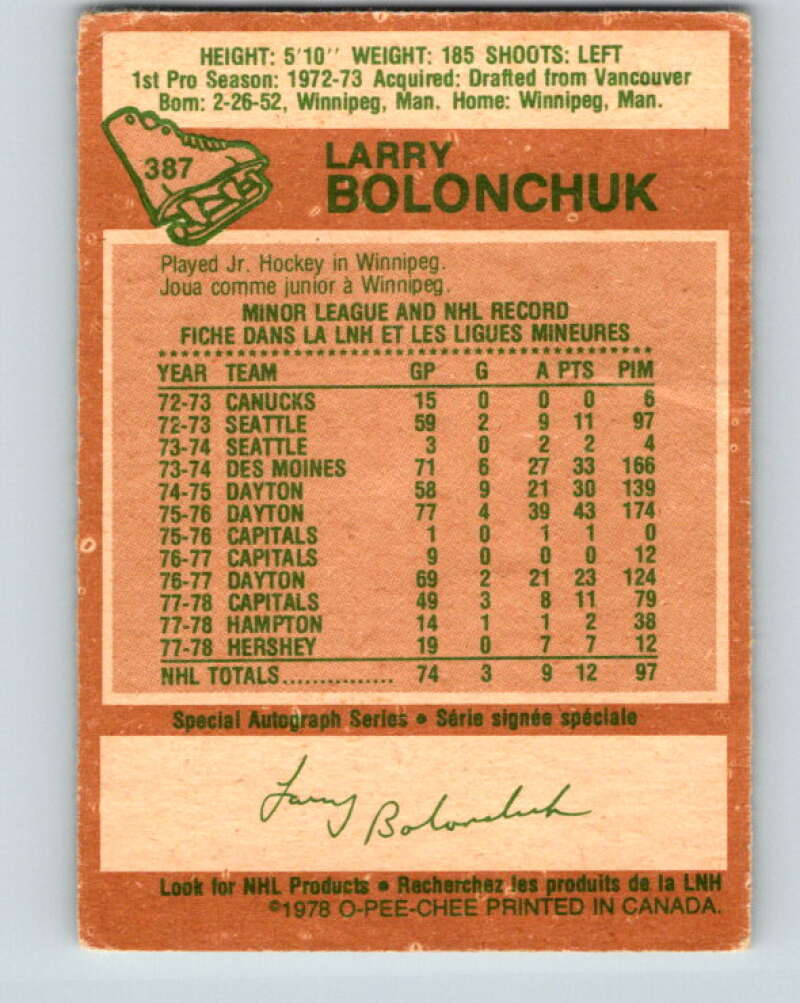 HEIGHT: 5'10" WEIGHT: 185 SHOOTS: LEFT
1st Pro Season: 1972-73 Acquired: Drafted from Vancouver
Born: 2-26-52, Winnipeg, Man. Home: Winnipeg, Man.
387
LARRY
BOLONCHUK
Played Jr. Hockey in Winnipeg.
Joua comme junior à Winnipeg.
MINOR LEAGUE AND NHL RECORD
FICHE DANS LA LNH ET LES LIGUES MINEURES
YEAR TEAM GP G A PTS PIM
72-73 CANUCKS 15 0 0 0 6
72-73 SEATTLE 59 2 9 11 97
73-74 SEATTLE 3 0 2 2 4
73-74 DES MOINES 71 6 27 33 166
74-75 DAYTON 58 9 21 30 139
75-76 DAYTON 77 4 39 43 174
75-76 CAPITALS 1 0 1 1 0
76-77 CAPITALS 9 0 0 0 12
76-77 DAYTON 69 2 21 23 124
77-78 CAPITALS 49 3 8 11 79
77-78 HAMPTON 14 1 1 2 38
77-78 HERSHEY 19 0 7 7 12
NHL TOTALS............... 74 3 9 12 97
Special Autograph Series • Série signée spéciale
Larry Bolonchuk
Look for NHL Products • Recherchez les produits de la LNH
©1978 O-PEE-CHEE PRINTED IN CANADA.